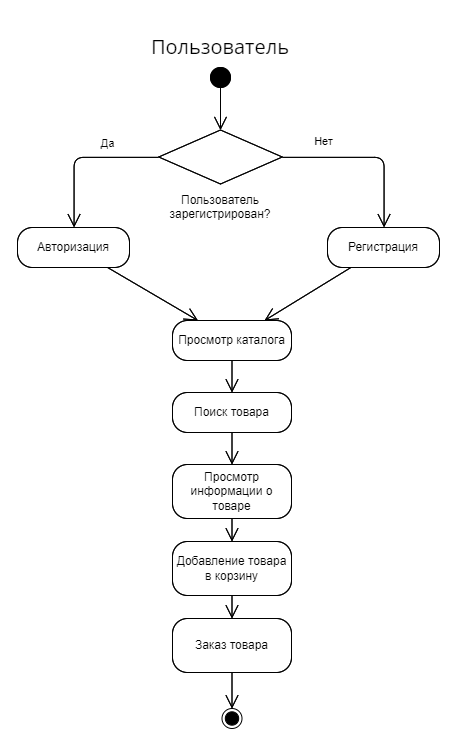 Пользователь
Да
Нет
Пользователь
зарегистрирован?
Авторизация
Регистрация
Просмотр каталога
Поиск товара
Просмотр
информации о
товаре
Добавление товара
в корзину
Заказ товара